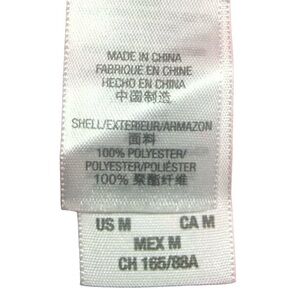 MADE IN CHINA
FABRIQUE EN CHINE
HECHO EN CHINA
中国制造
SHELL/EXTERIEUR/ARMAZON
面料
100% POLYESTER/
POLYESTER/POLIÉSTER
100% 聚酯纤维
US M CA M
MEX M
CH 165/88A